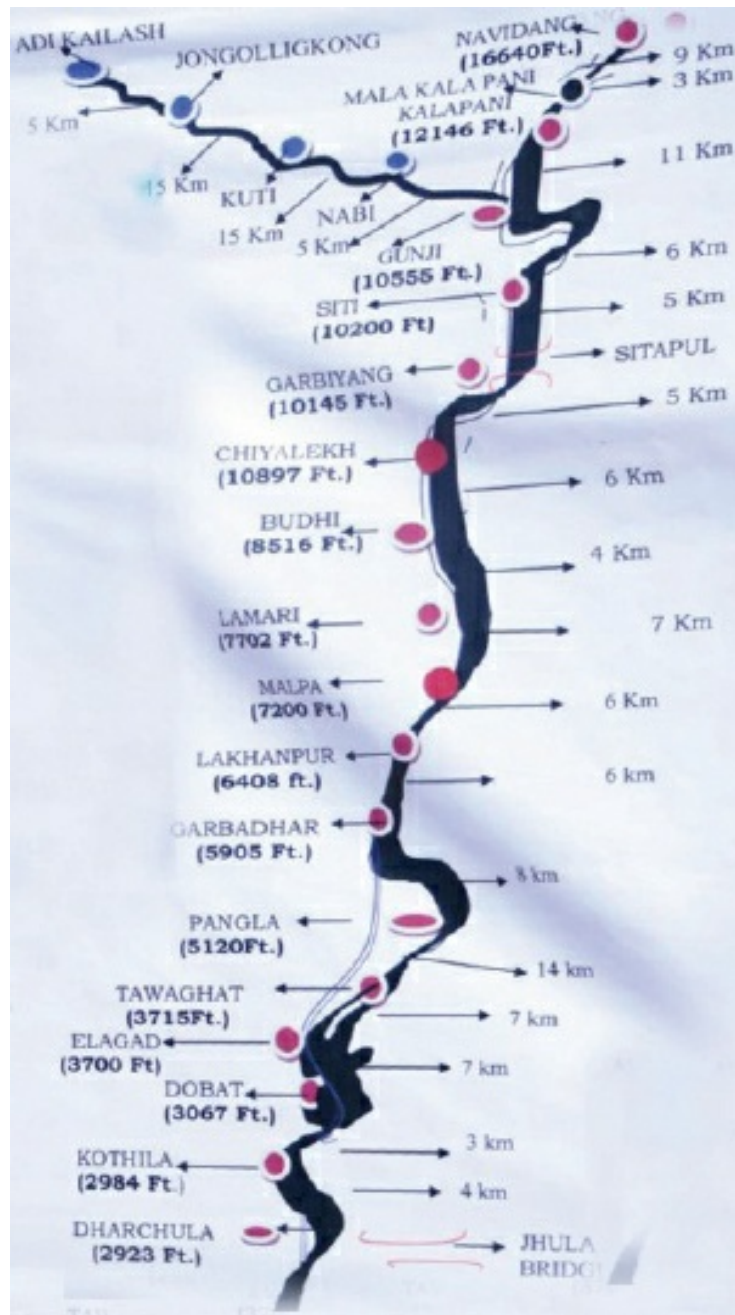 ADI KAILASH
JONGOLLIGKONG
NAVIDANG
(16640Ft.)
9 Km
3 Km
MALA KALA PANI
KALAPANI
(12146 Ft.)
11 Km
5 Km
15 Km
KUTI
15 Km
NABI
5 Km
GUNJI
(10555 Ft.)
6 Km
SITI
(10200 Ft)
5 Km
SITAPUL
GARBIYANG
(10145 Ft.)
5 Km
CHIYALEKH
(10897 Ft.)
6 Km
BUDHI
(8516 Ft.)
4 Km
LAMARI
(7702 Ft.)
7 Km
MALPA
(7200 Ft.)
6 Km
LAKHANPUR
(6408 ft.)
6 km
GARBADHAR
(5905 Ft.)
8 km
PANGLA
(5120Ft.)
14 km
TAWAGHAT
(3715Ft.)
7 km
ELAGAD
(3700 Ft)
7 km
DOBAT
(3067 Ft.)
3 km
KOTHILA
(2984 Ft.)
4 km
DHARCHULA
(2923 Ft.)
JHULA
BRIDG